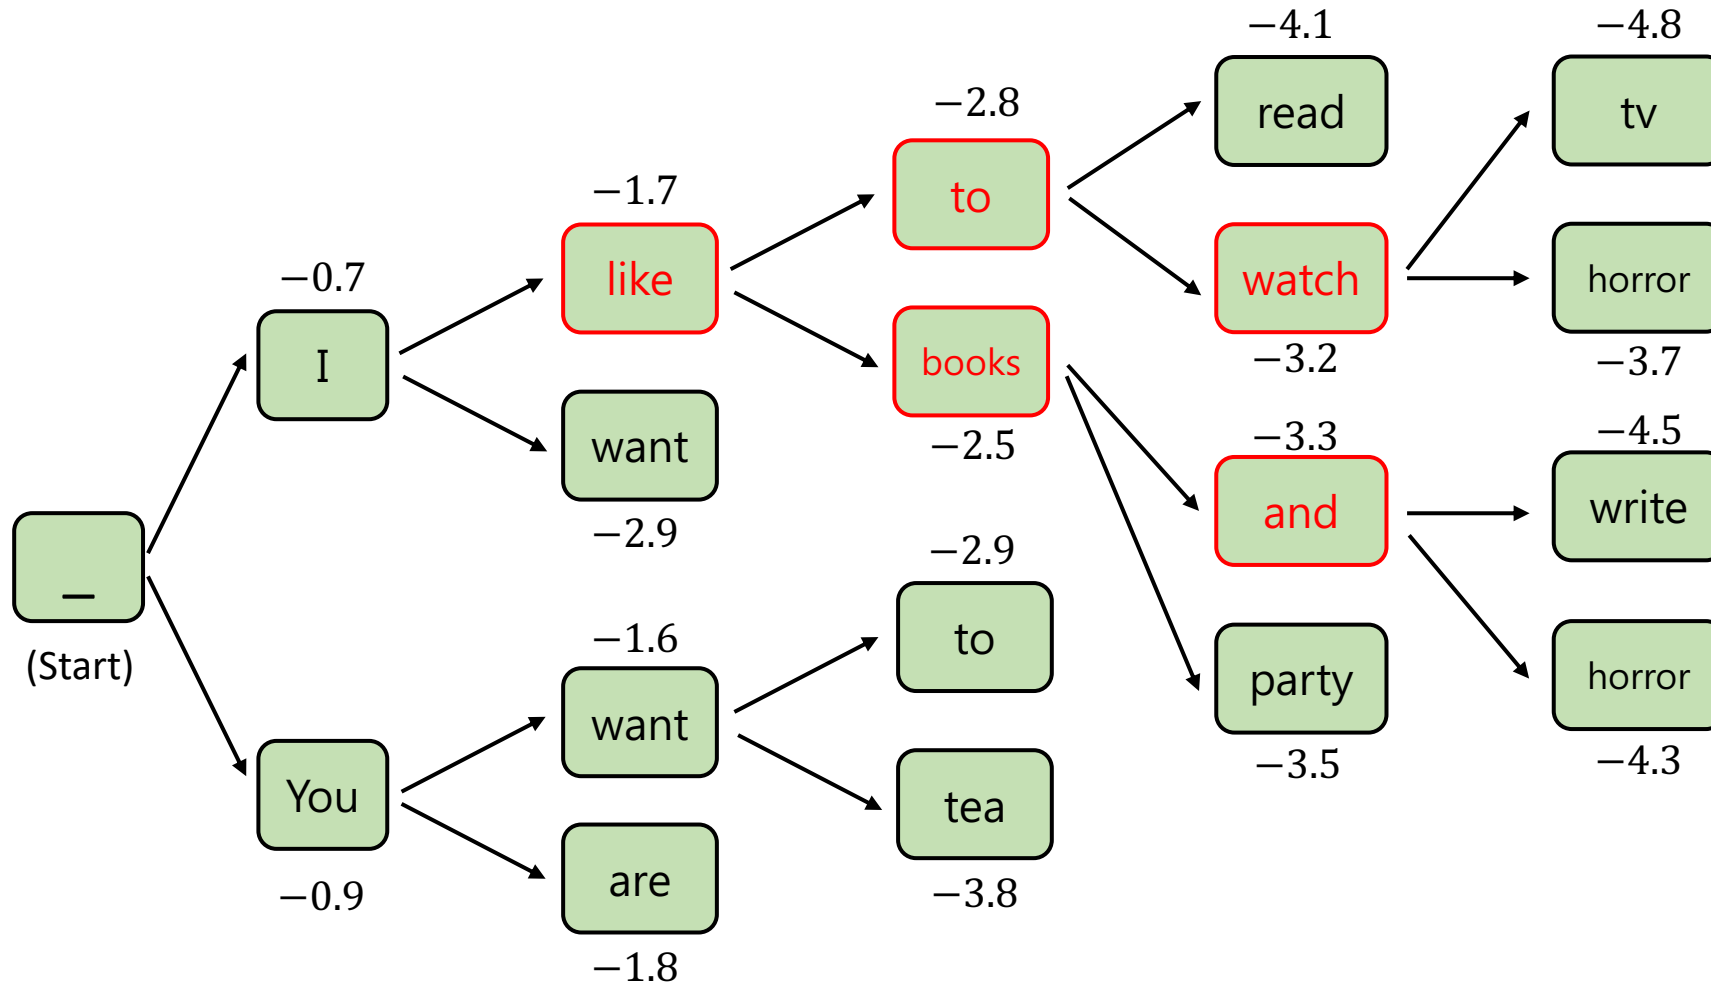 −4.1
−4.8
read
tv
−2.8
to
−1.7
like
watch
horror
−0.7
I
−3.2
−3.7
books
−2.5
want
−2.9
−3.3
−4.5
and
write
_
(Start)
−2.9
to
−1.6
want
party
horror
−3.5
−4.3
You
−0.9
tea
−3.8
are
−1.8